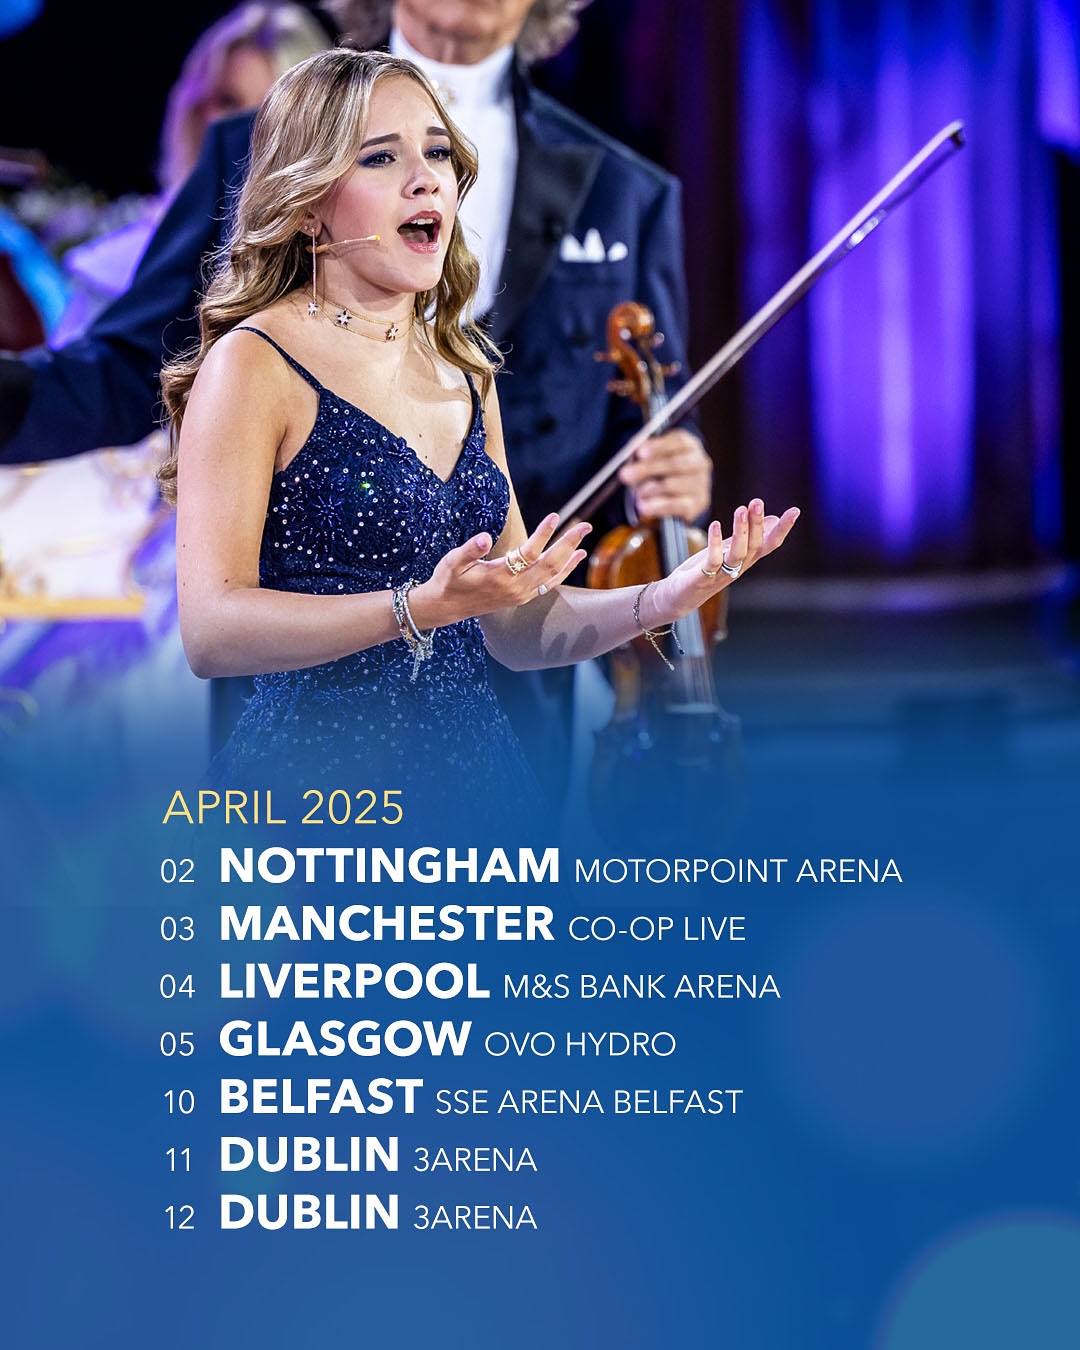 APRIL 2025
02 NOTTINGHAM MOTORPOINT ARENA
03 MANCHESTER CO-OP LIVE
04 LIVERPOOL M&S BANK ARENA
05 GLASGOW OVO HYDRO
10 BELFAST SSE ARENA BELFAST
11 DUBLIN 3ARENA
12 DUBLIN 3ARENA